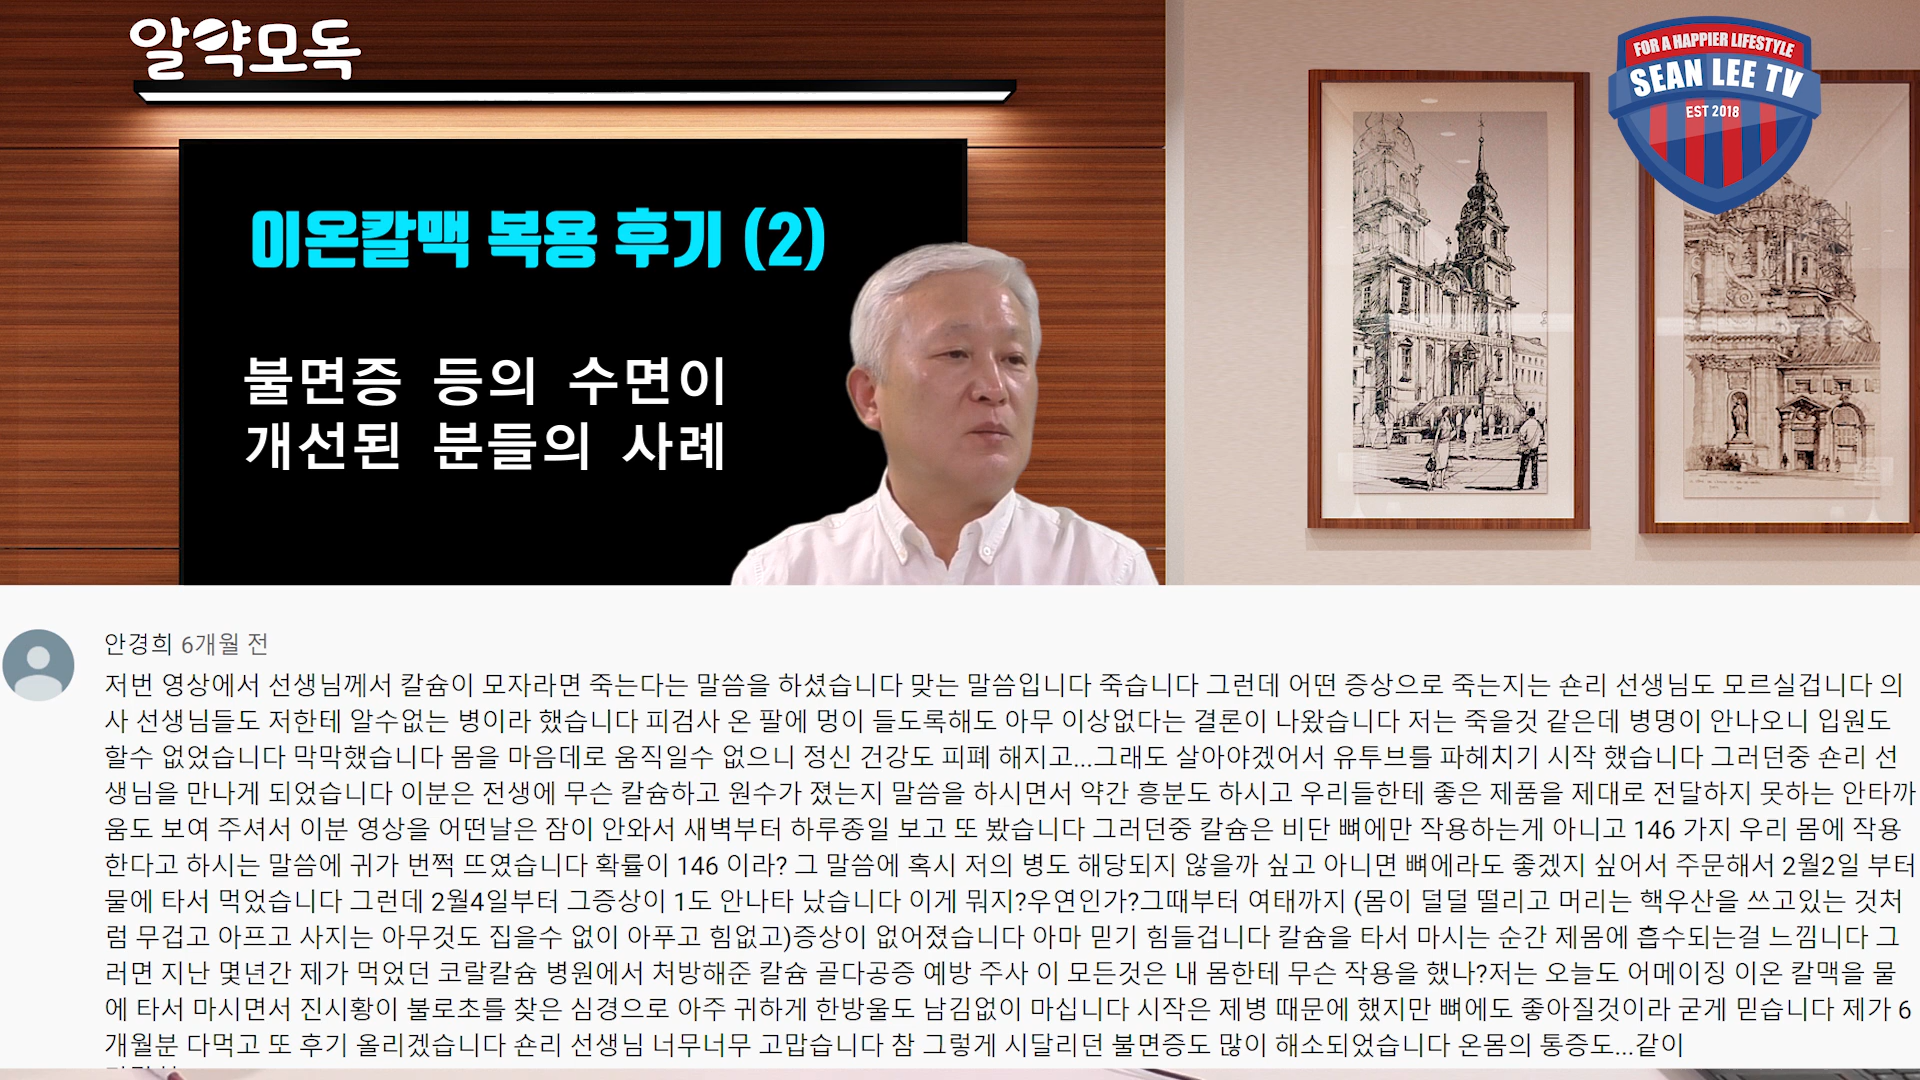 알약모독
FOR A HAPPIER LIFESTYLE
SEAN LEE TV
EST 2018
이온칼맥 복용 후기 (2)
불면증 등의 수면이
개선된 분들의 사례
안경희 6개월 전
저번 영상에서 선생님께서 칼슘이 모자라면 죽는다는 말씀을 하셨습니다 맞는 말씀입니다 죽습니다 그런데 어떤 증상으로 죽는지는 숀리 선생님도 모르실겁니다 의
사 선생님들도 저한테 알수없는 병이라 했습니다 피검사 온 팔에 멍이 들도록해도 아무 이상없다는 결론이 나왔습니다 저는 죽을것 같은데 병명이 안나오니 입원도
할수 없었습니다 막막했습니다 몸을 마음데로 움직일수 없으니 정신 건강도 피폐 해지고...그래도 살아야겠어서 유투브를 파헤치기 시작 했습니다 그러던중 숀리 선
생님을 만나게 되었습니다 이분은 전생에 무슨 칼슘하고 원수가 졌는지 말씀을 하시면서 약간 흥분도 하시고 우리들한테 좋은 제품을 제대로 전달하지 못하는 안타까
움도 보여 주셔서 이분 영상을 어떤날은 잠이 안와서 새벽부터 하루종일 보고 또 봤습니다 그러던중 칼슘은 비단 뼈에만 작용하는게 아니고 146 가지 우리 몸에 작용
한다고 하시는 말씀에 귀가 번쩍 뜨였습니다 확률이 146 이라? 그 말씀에 혹시 저의 병도 해당되지 않을까 싶고 아니면 뼈에라도 좋겠지 싶어서 주문해서 2월2일 부터
물에 타서 먹었습니다 그런데 2월4일부터 그증상이 1도 안나타 났습니다 이게 뭐지?우연인가?그때부터 여태까지 (몸이 덜덜 떨리고 머리는 핵우산을 쓰고있는 것처
럼 무겁고 아프고 사지는 아무것도 집을수 없이 아푸고 힘없고)증상이 없어졌습니다 아마 믿기 힘들겁니다 칼슘을 타서 마시는 순간 제몸에 흡수되는걸 느낌니다 그
러면 지난 몇년간 제가 먹었던 코랄칼슘 병원에서 처방해준 칼슘 골다공증 예방 주사 이 모든것은 내 몸한테 무슨 작용을 했나?저는 오늘도 어메이징 이온 칼맥을 물
에 타서 마시면서 진시황이 불로초를 찾은 심경으로 아주 귀하게 한방울도 남김없이 마십니다 시작은 제병 때문에 했지만 뼈에도 좋아질것이라 굳게 믿습니다 제가 6
개월분 다먹고 또 후기 올리겠습니다 숀리 선생님 너무너무 고맙습니다 참 그렇게 시달리던 불면증도 많이 해소되었습니다 온몸의 통증도...같이